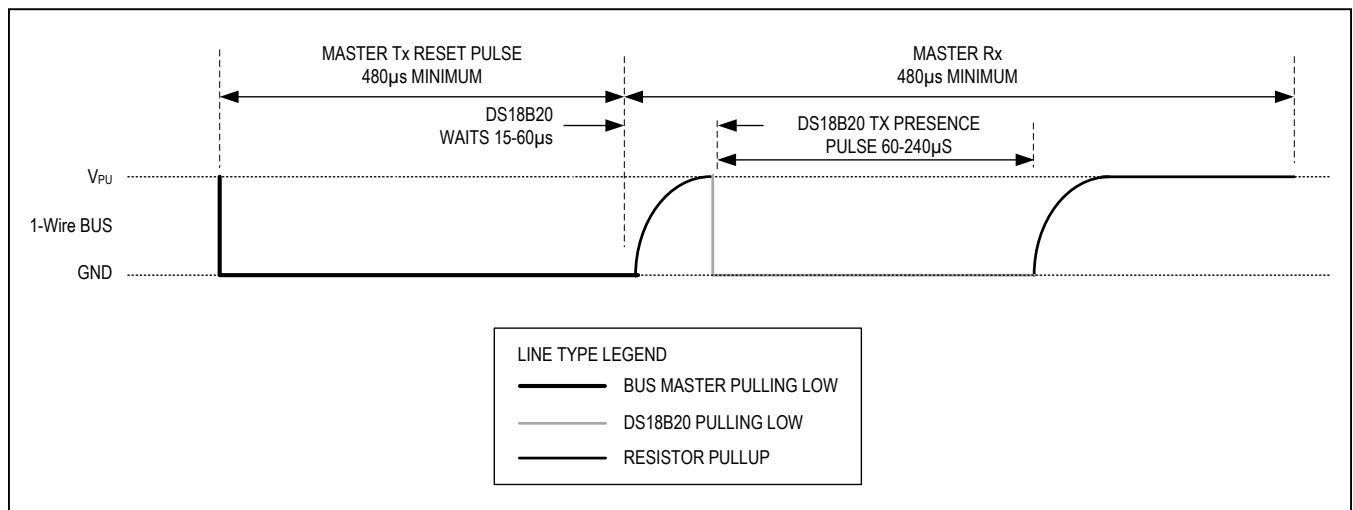 MASTER Tx RESET PULSE
480µs MINIMUM
MASTER Rx
480µs MINIMUM
DS18B20
WAITS 15-60µs
DS18B20 TX PRESENCE
PULSE 60-240µS
VPU
1-Wire BUS
GND
LINE TYPE LEGEND
BUS MASTER PULLING LOW
DS18B20 PULLING LOW
RESISTOR PULLUP